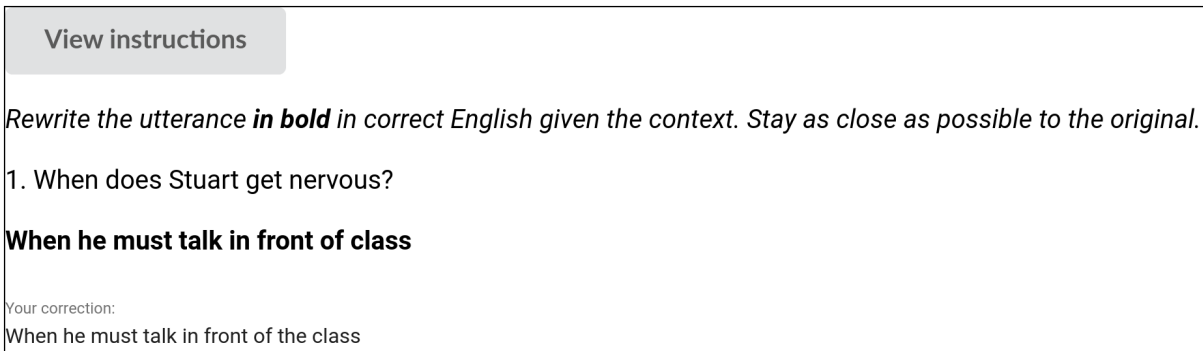 View instructions
Rewrite the utterance in bold in correct English given the context. Stay as close as possible to the original.
1. When does Stuart get nervous?
When he must talk in front of class
Your correction:
When he must talk in front of the class